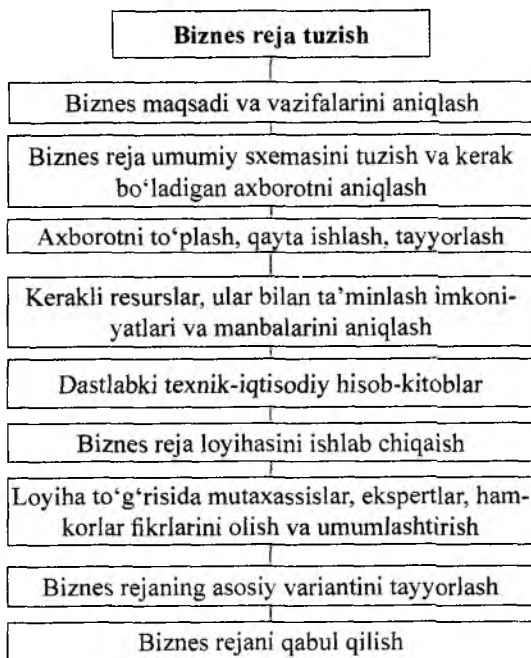 Biznes reja tuzish
Biznes maqsadi va vazifalarini aniqlash
Biznes reja umumiy sxemasini tuzish va kerak
bo‘ladigan axborotni aniqlash
Axborotni to‘plash, qayta ishlash, tayyorlash
Kerakli resurslar, ular bilan ta’minlash imkoni-
yatlari va manbalarini aniqlash
Dastlabki texnik-iqtisodiy hisob-kitoblar
Biznes reja loyihasini ishlab chiqaish
Loyiha to‘g‘risida mutaxassislar, ekspertlar, ham-
korlar fikrlarini olish va umumlashtirish
Biznes rejaning asosiy variantini tayyorlash
Biznes rejani qabul qilish